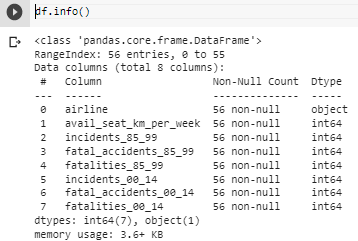 df.info()
<class 'pandas.core.frame.DataFrame'>
RangeIndex: 56 entries, 0 to 55
Data columns (total 8 columns):
 #   Column                  Non-Null Count  Dtype
---  ------                  --------------  -----
 0   airline                 56 non-null     object
 1   avail_seat_km_per_week  56 non-null     int64
 2   incidents_85_99         56 non-null     int64
 3   fatal_accidents_85_99   56 non-null     int64
 4   fatalities_85_99        56 non-null     int64
 5   incidents_00_14         56 non-null     int64
 6   fatal_accidents_00_14   56 non-null     int64
 7   fatalities_00_14        56 non-null     int64
dtypes: int64(7), object(1)
memory usage: 3.6+ KB